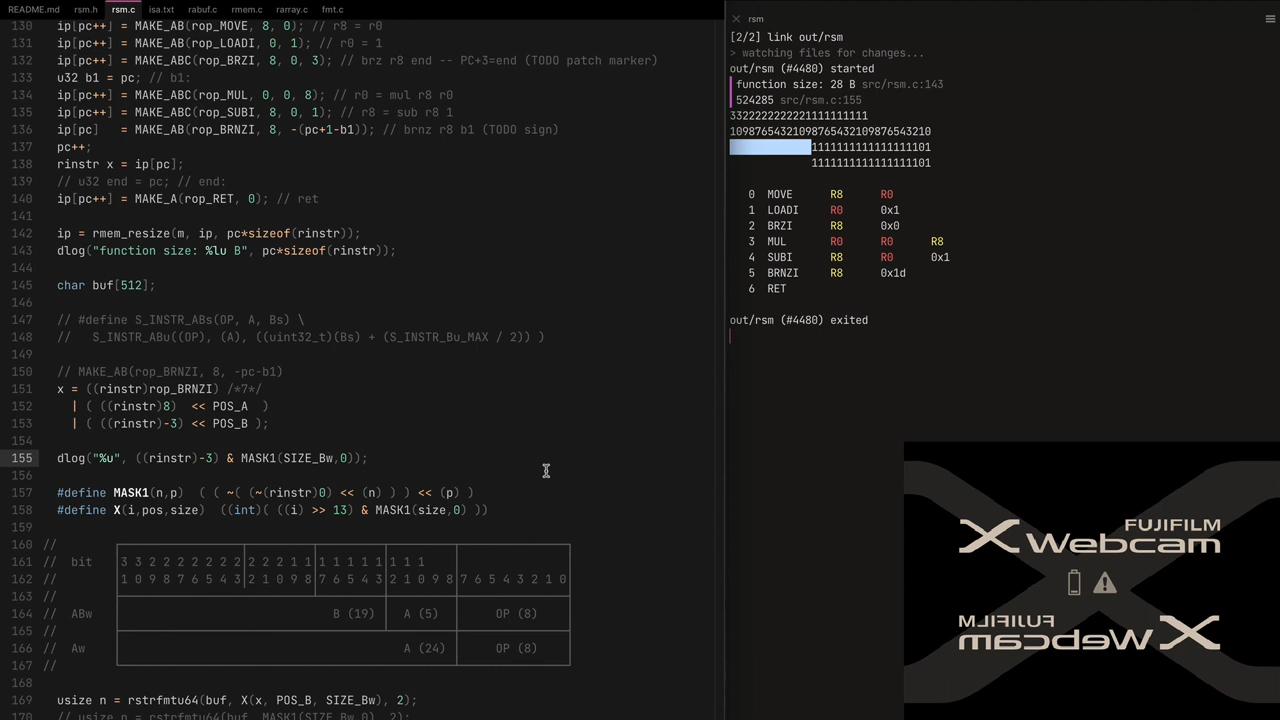 README.md rsm.h rsm.c isa.txt rabuf.c rmem.c rarray.c fmt.c
130 ip[pc++] = MAKE_AB(rop_MOVE, 8, 0); // r8 = r0
131 ip[pc++] = MAKE_AB(rop_LOADI, 0, 1); // r0 = 1
132 ip[pc++] = MAKE_ABC(rop_BRZI, 8, 0, 3); // brz r8 end -- PC+3=end (TODO patch marker)
133 u32 b1 = pc; // b1:
134 ip[pc++] = MAKE_ABC(rop_MUL, 0, 0, 8); // r0 = mul r8 r0
135 ip[pc++] = MAKE_ABC(rop_SUBI, 8, 0, 1); // r8 = sub r8 1
136 ip[pc] = MAKE_AB(rop_BRNZI, 8, -(pc+1-b1)); // brnz r8 b1 (TODO sign)
137 pc++;
138 rinstr x = ip[pc];
139 // u32 end = pc; // end:
140 ip[pc++] = MAKE_A(rop_RET, 0); // ret
141
142 ip = rmem_resize(m, ip, pc*sizeof(rinstr));
143 dlog("function size: %lu B", pc*sizeof(rinstr));
144
145 char buf[512];
146
147 // #define S_INSTR_ABs(OP, A, Bs) \
148 // S_INSTR_ABu((OP), (A), ((uint32_t)(Bs) + (S_INSTR_Bu_MAX / 2)) )
149
150 // MAKE_AB(rop_BRNZI, 8, -pc-b1)
151 x = ((rinstr)rop_BRNZI) /*7*/
152 | ( ((rinstr)8) << POS_A )
153 | ( ((rinstr)-3) << POS_B );
154
155 dlog("%u", ((rinstr)-3) & MASK1(SIZE_Bw,0));
156
157 #define MASK1(n,p) ( ( ~( (~(rinstr)0) << (n) ) ) << (p) )
158 #define X(i,pos,size) ((int)( ((i) >> 13) & MASK1(size,0) ))
159
160 //
161 // bit 3 3 2 2 2 2 2 2 2 2 2 2 1 1 1 1 1 1 1 1 1 1
162 // 1 0 9 8 7 6 5 4 3 2 1 0 9 8 7 6 5 4 3 2 1 0 9 8 7 6 5 4 3 2 1 0
163 //
164 // ABw B (19) A (5) OP (8)
165 //
166 // Aw A (24) OP (8)
167 //
168
169 usize n = rstrfmtu64(buf, X(x, POS_B, SIZE_Bw), 2);
170 // usize n = rstrfmtu64(buf, MASK1(SIZE_Bw,0), 2);
rsm
[2/2] link out/rsm
> watching files for changes...
out/rsm (#4480) started
function size: 28 B src/rsm.c:143
524285 src/rsm.c:155
33222222222211111111111
10987654321098765432109876543210
1111111111111111101
1111111111111111101
0 MOVE R8 R0
1 LOADI R0 0x1
2 BRZI R8 0x0
3 MUL R0 R0 R8
4 SUBI R8 R0 0x1
5 BRNZI R8 0x1d
6 RET
out/rsm (#4480) exited
FUJIFILM
X Webcam
FUJIFILM
X Webcam